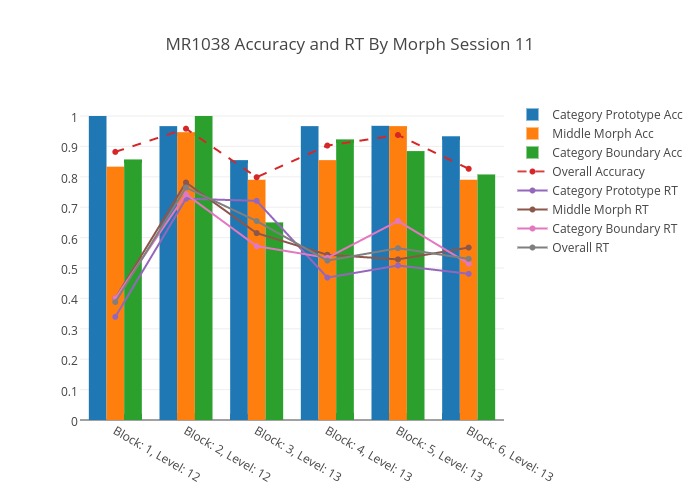 MR1038 Accuracy and RT By Morph Session 11
1
0.9
0.8
0.7
0.6
0.5
0.4
0.3
0.2
0.1
0
Block: 1, Level: 12
Block: 2, Level: 12
Block: 3, Level: 13
Block: 4, Level: 13
Block: 5, Level: 13
Block: 6, Level: 13
Category Prototype Acc
Middle Morph Acc
Category Boundary Acc
Overall Accuracy
Category Prototype RT
Middle Morph RT
Category Boundary RT
Overall RT